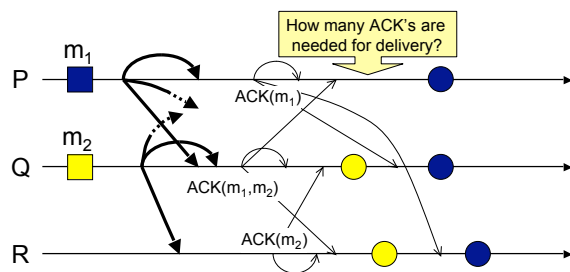 How many ACK's are
needed for delivery?
m1
P
ACK(m1)
m2
Q
ACK(m1,m2)
ACK(m2)
R